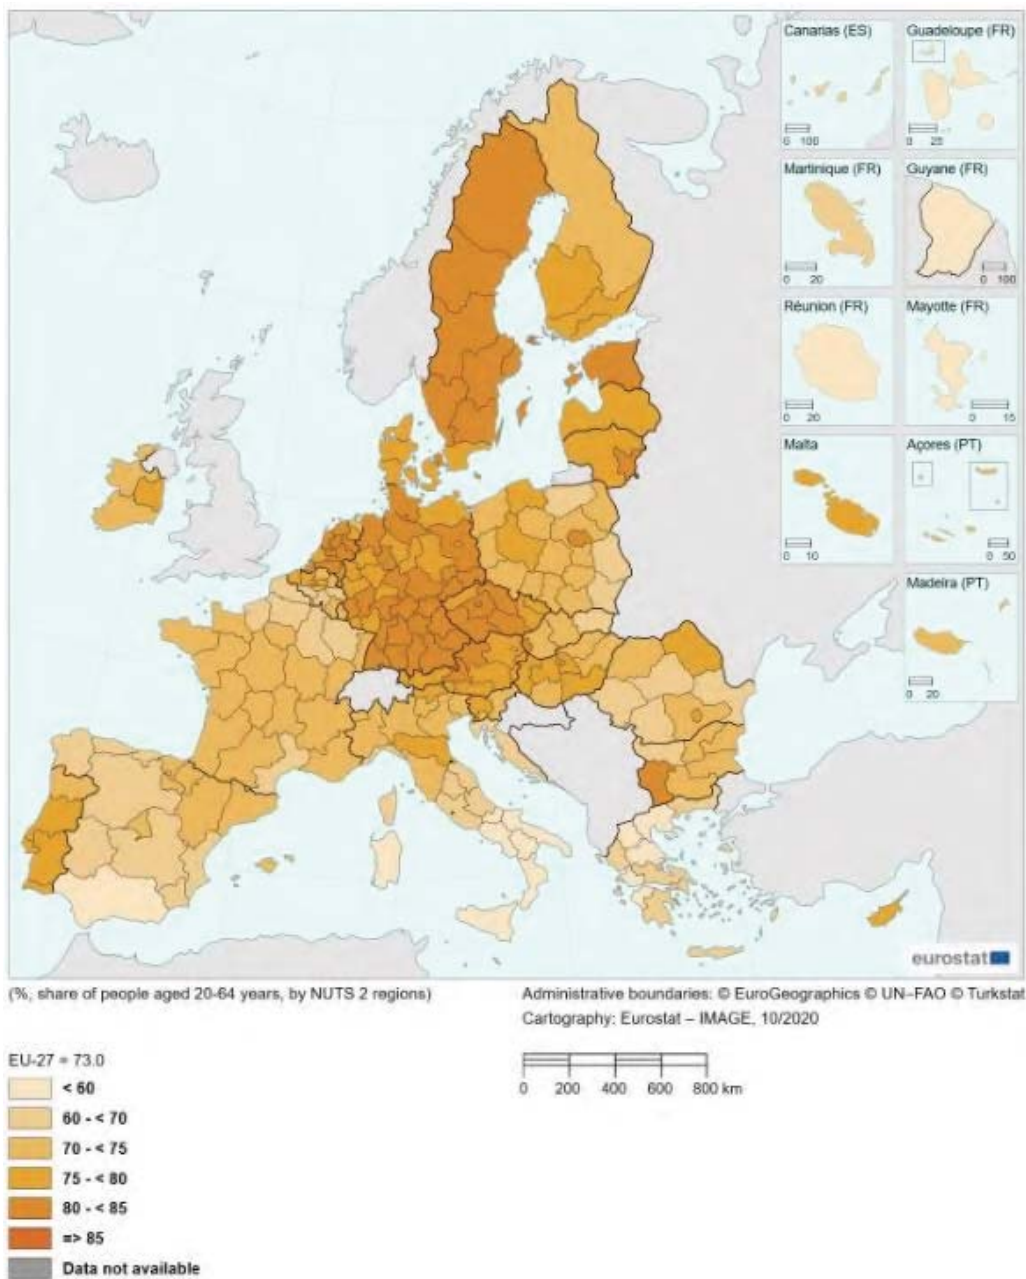 Canarias (ES)
0 100
Guadeloupe (FR)
0 25
Martinique (FR)
0 20
Guyane (FR)
0 100
Réunion (FR)
0 20
Mayotte (FR)
0 15
Malta
0 10
Açores (PT)
0 50
Madeira (PT)
0 20
eurostat
(%, share of people aged 20-64 years, by NUTS 2 regions)
Administrative boundaries: © EuroGeographics © UN–FAO © Turkstat
Cartography: Eurostat – IMAGE, 10/2020
0 200 400 600 800 km
EU-27 = 73.0
< 60
60 - < 70
70 - < 75
75 - < 80
80 - < 85
=> 85
Data not available